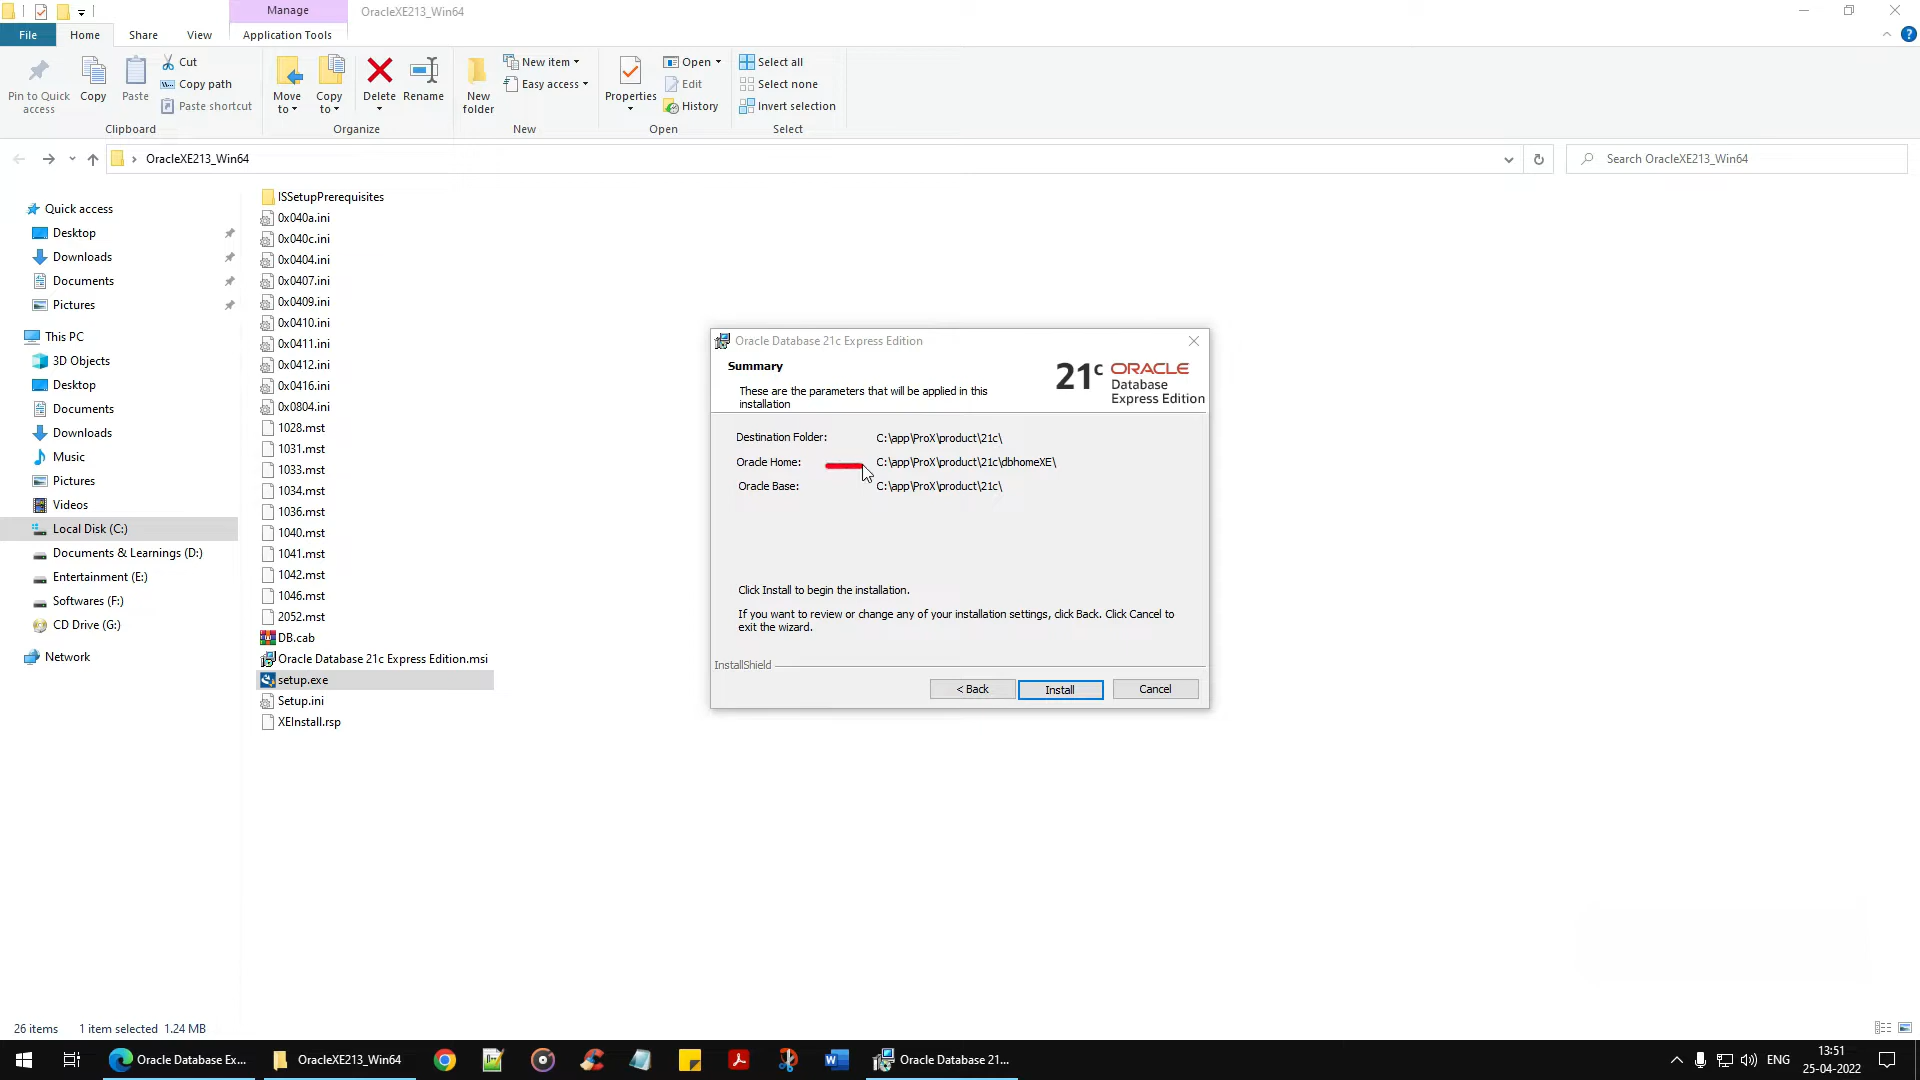 Manage
OracleXE213_Win64
File
Home
Share
View
Application Tools
Pin to Quick access
Copy
Paste
Cut
Copy path
Paste shortcut
Clipboard
Move to
Copy to
Delete
Rename
Organize
New folder
New item
Easy access
New
Properties
Open
Edit
History
Open
Select all
Select none
Invert selection
Select
OracleXE213_Win64
Search OracleXE213_Win64
Quick access
Desktop
Downloads
Documents
Pictures
This PC
3D Objects
Desktop
Documents
Downloads
Music
Pictures
Videos
Local Disk (C:)
Documents & Learnings (D:)
Entertainment (E:)
Softwares (F:)
CD Drive (G:)
Network
ISSetupPrerequisites
0x040a.ini
0x040c.ini
0x0404.ini
0x0407.ini
0x0409.ini
0x0410.ini
0x0411.ini
0x0412.ini
0x0416.ini
0x0804.ini
1028.mst
1031.mst
1033.mst
1034.mst
1036.mst
1040.mst
1041.mst
1042.mst
1046.mst
2052.mst
DB.cab
Oracle Database 21c Express Edition.msi
setup.exe
Setup.ini
XEInstall.rsp
Oracle Database 21c Express Edition
Summary
These are the parameters that will be applied in this
installation
21c ORACLE
Database
Express Edition
Destination Folder: C:\app\ProX\product\21c\
Oracle Home: C:\app\ProX\product\21c\dbhomeXE\
Oracle Base: C:\app\ProX\product\21c\
Click Install to begin the installation.
If you want to review or change any of your installation settings, click Back. Click Cancel to
exit the wizard.
InstallShield
< Back
Install
Cancel
26 items 1 item selected 1.24 MB
Oracle Database Ex...
OracleXE213_Win64
Oracle Database 21...
ENG
13:51
25-04-2022